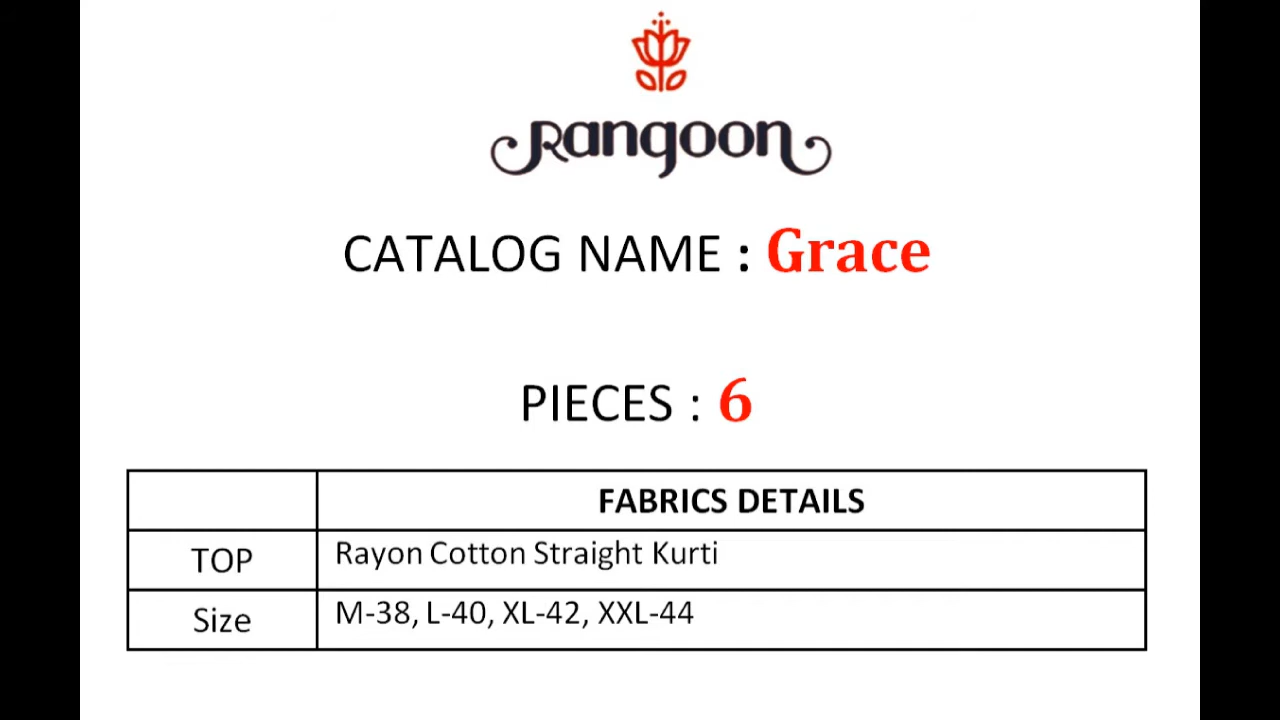 Rangoon
CATALOG NAME : Grace
PIECES : 6
FABRICS DETAILS
TOP Rayon Cotton Straight Kurti
Size M-38, L-40, XL-42, XXL-44